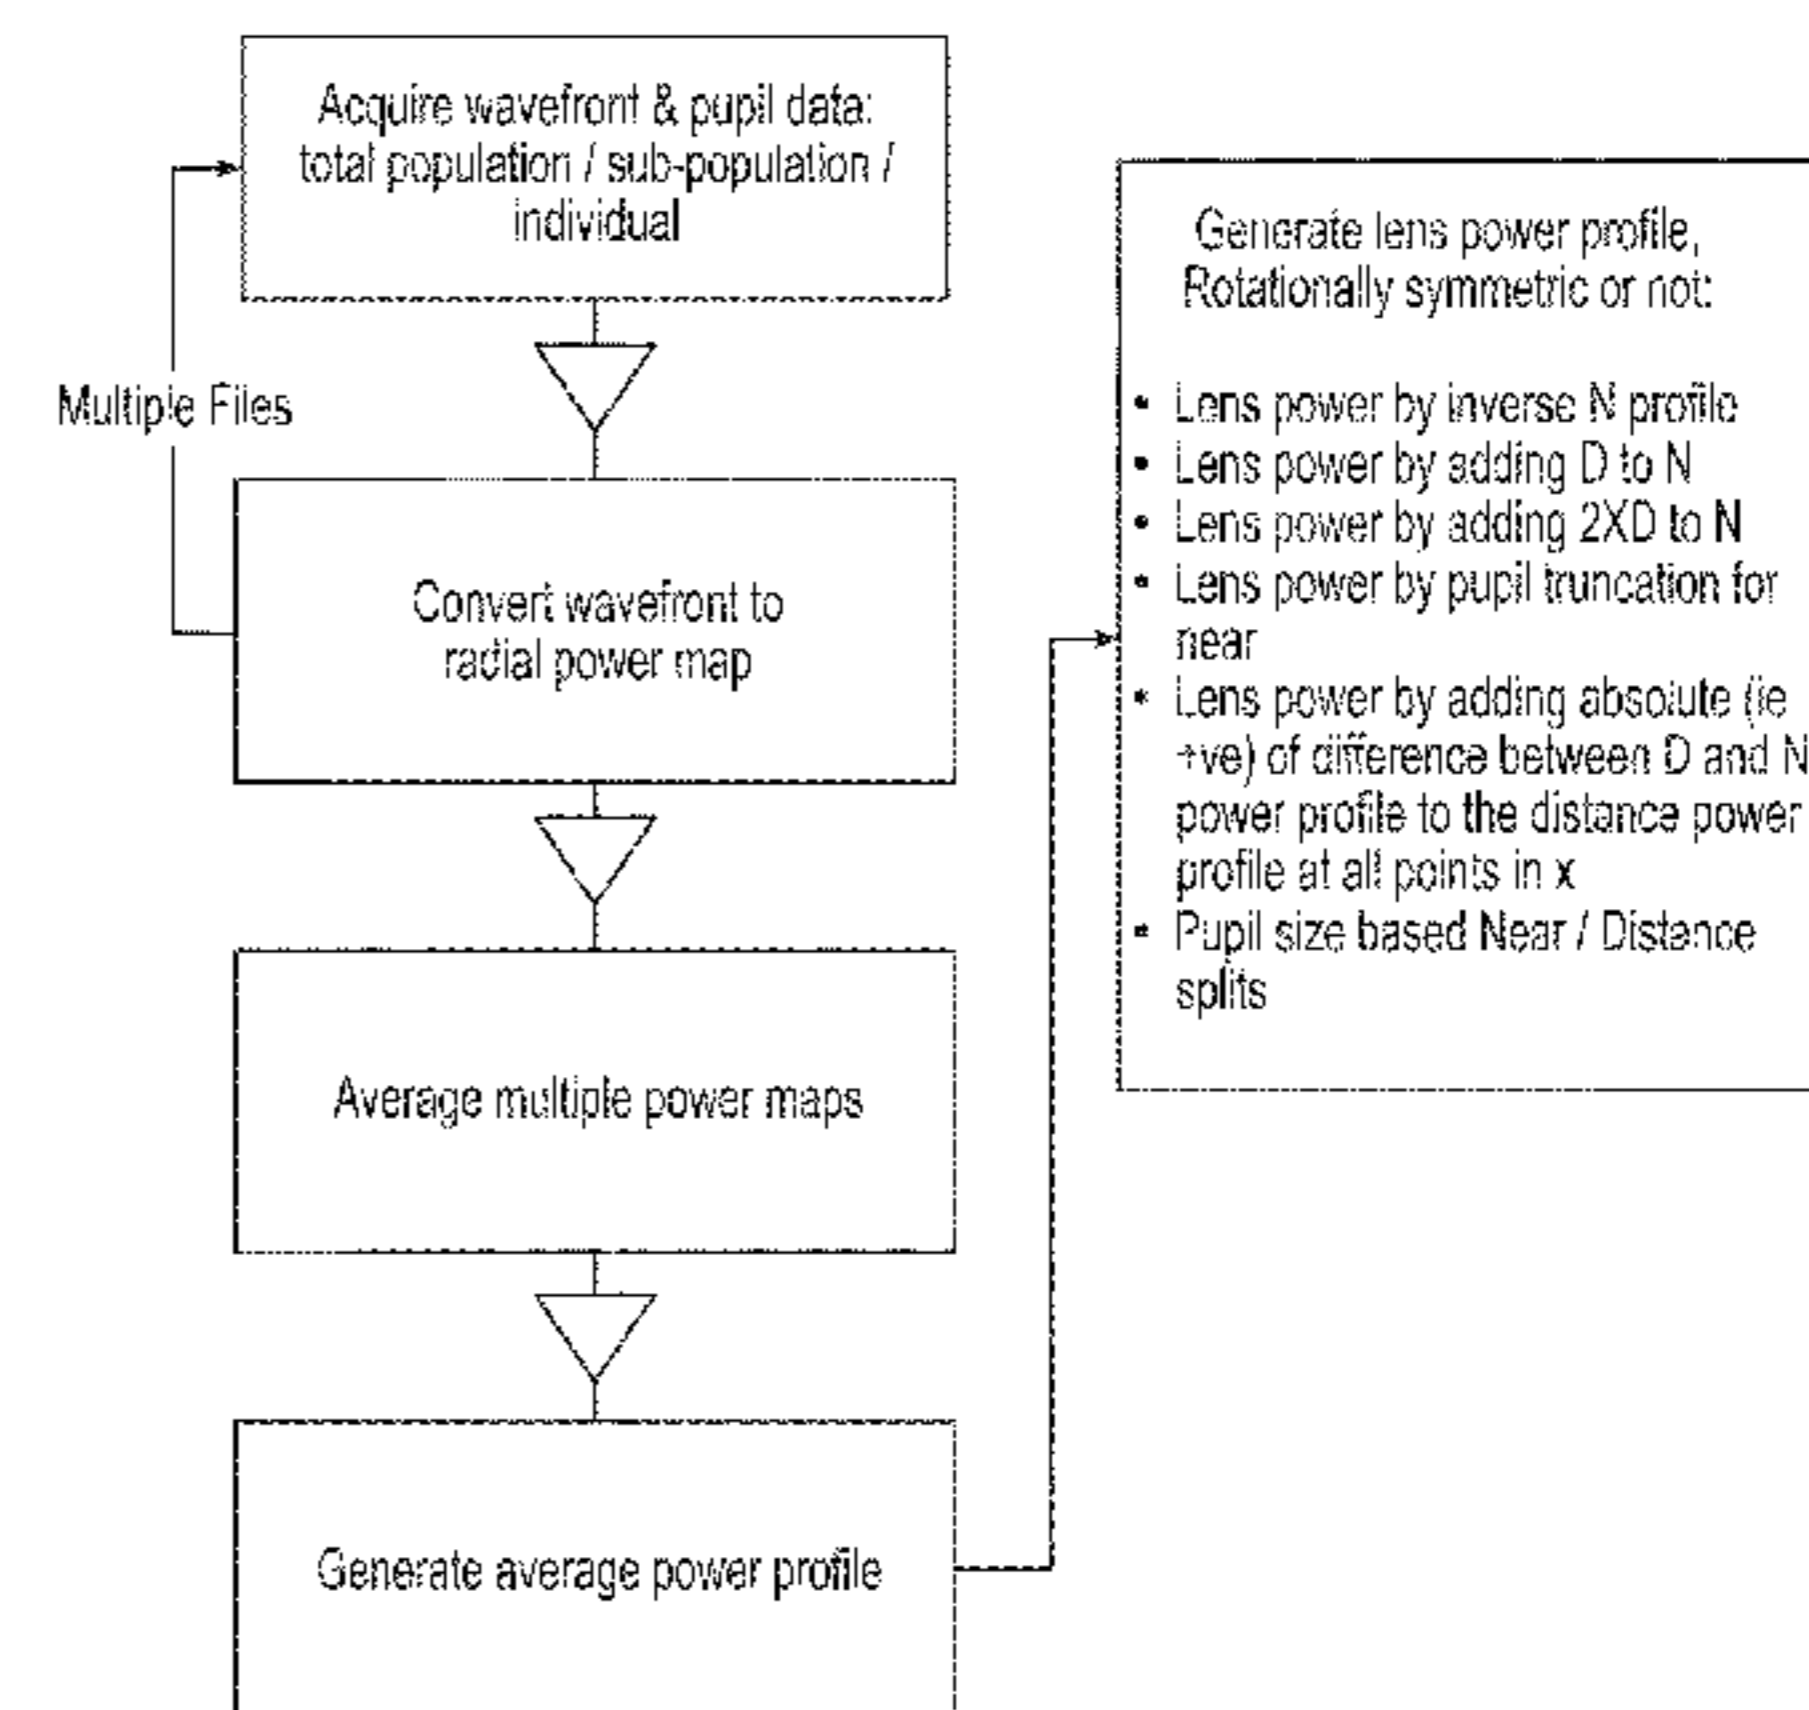 Acquire wavefront & pupil data:
total population / sub-population /
individual
Multiple Files
Convert wavefront to
radial power map
Average multiple power maps
Generate average power profile
Generate lens power profile,
Rotationally symmetric or not:
• Lens power by inverse N profile
• Lens power by adding D to N
• Lens power by adding 2XD to N
• Lens power by pupil truncation for
near
• Lens power by adding absolute (ie
+ve) of difference between D and N
power profile to the distance power
profile at all points in x
• Pupil size based Near / Distance
splits